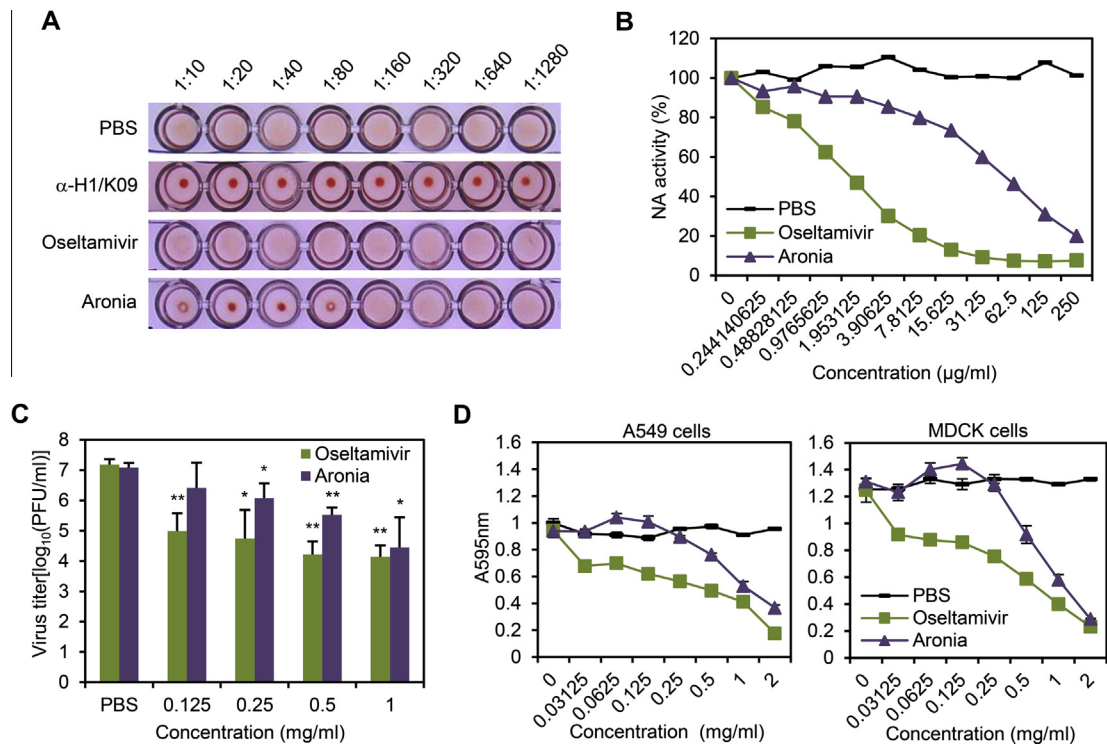 A
1:10 1:20 1:40 1:80 1:160 1:320 1:640 1:1280
PBS
α-H1/K09
Oseltamivir
Aronia
B
120
100
80
60
40
20
0
NA activity (%)
PBS
Oseltamivir
Aronia
0 0.244140625 0.48828125 0.9765625 1.953125 3.90625 7.8125 15.625 31.25 62.5 125 250
Concentration (µg/ml)
C
8
7
6
5
4
3
2
1
0
Virus titer[log10(PFU/ml)]
Oseltamivir
Aronia
** * ** * ** ** *
PBS 0.125 0.25 0.5 1
Concentration (mg/ml)
D
A549 cells
1.6
1.4
1.2
1
0.8
0.6
0.4
0.2
0
A595nm
0 0.03125 0.0625 0.125 0.25 0.5 1 2
Concentration (mg/ml)
MDCK cells
1.6
1.4
1.2
1
0.8
0.6
0.4
0.2
0
PBS
Oseltamivir
Aronia
0 0.03125 0.0625 0.125 0.25 0.5 1 2
Concentration (mg/ml)